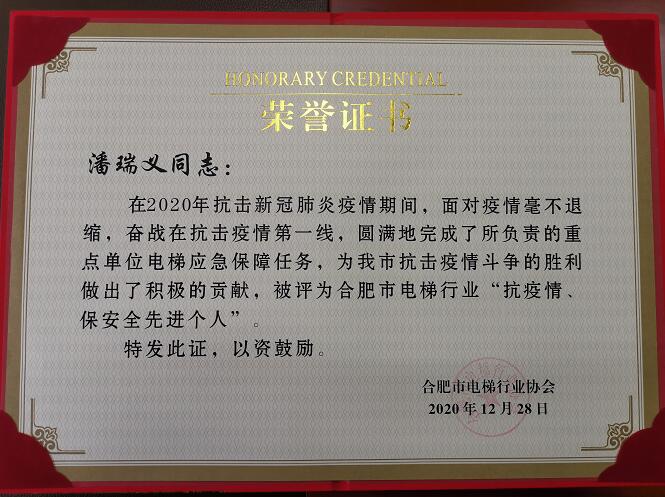 HONORARY CREDENTIAL
荣誉证书
潘瑞义同志：
在2020年抗击新冠肺炎疫情期间，面对疫情毫不退
缩，奋战在抗击疫情第一线，圆满地完成了所负责的重
点单位电梯应急保障任务，为我市抗击疫情斗争的胜利
做出了积极的贡献，被评为合肥市电梯行业“抗疫情、
保安全先进个人”。
特发此证，以资鼓励。
合肥市电梯行业协会
2020年12月28日